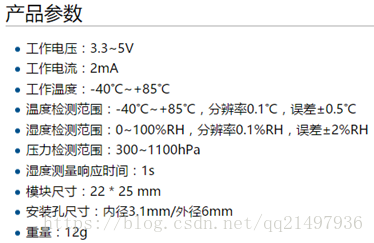 产品参数
工作电压：3.3~5V
工作电流：2mA
工作温度：-40℃~+85℃
温度检测范围：-40℃~+85℃，分辨率0.1℃，误差±0.5℃
湿度检测范围：0~100%RH，分辨率0.1%RH，误差±2%RH
压力检测范围：300~1100hPa
湿度测量响应时间：1s
模块尺寸：22 * 25 mm
安装孔尺寸：内径3.1mm/外径6mm
https://blog.csdn.net/qq21497936
重量：12g